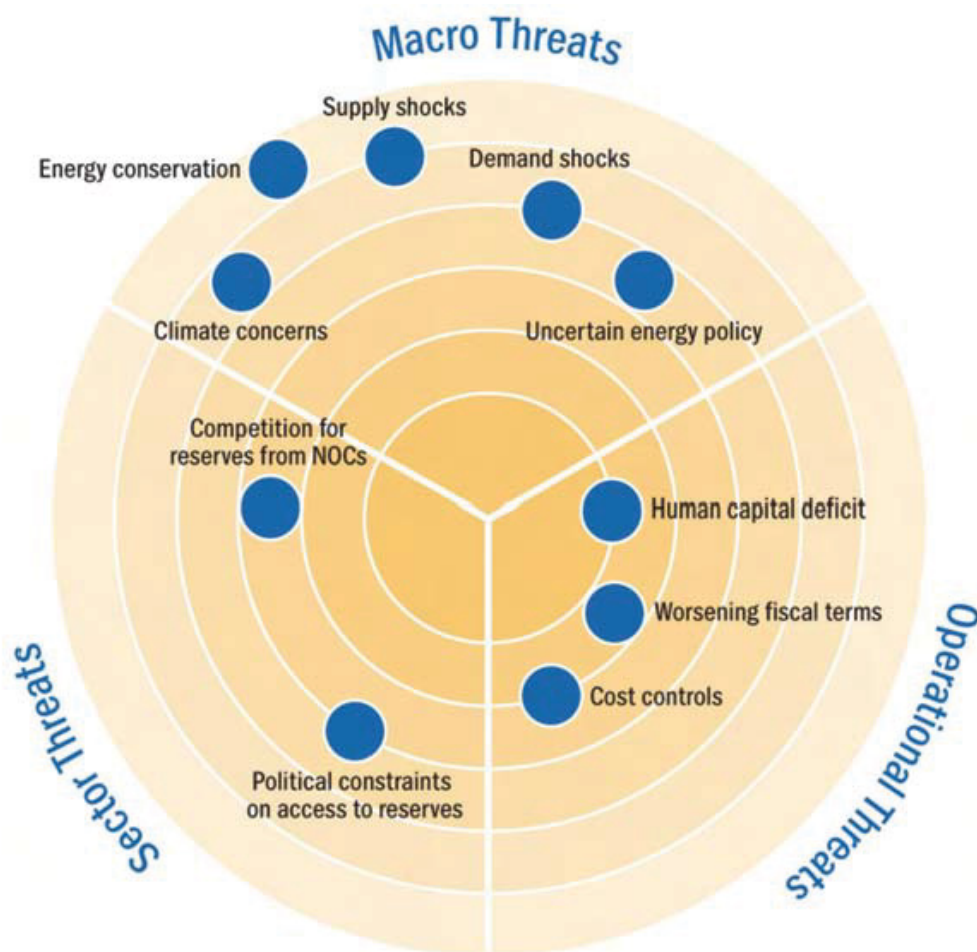 Macro Threats
Supply shocks
Energy conservation
Demand shocks
Climate concerns
Uncertain energy policy
Competition for
reserves from NOCs
Human capital deficit
Worsening fiscal terms
Cost controls
Political constraints
on access to reserves
Sector Threats
Operational Threats